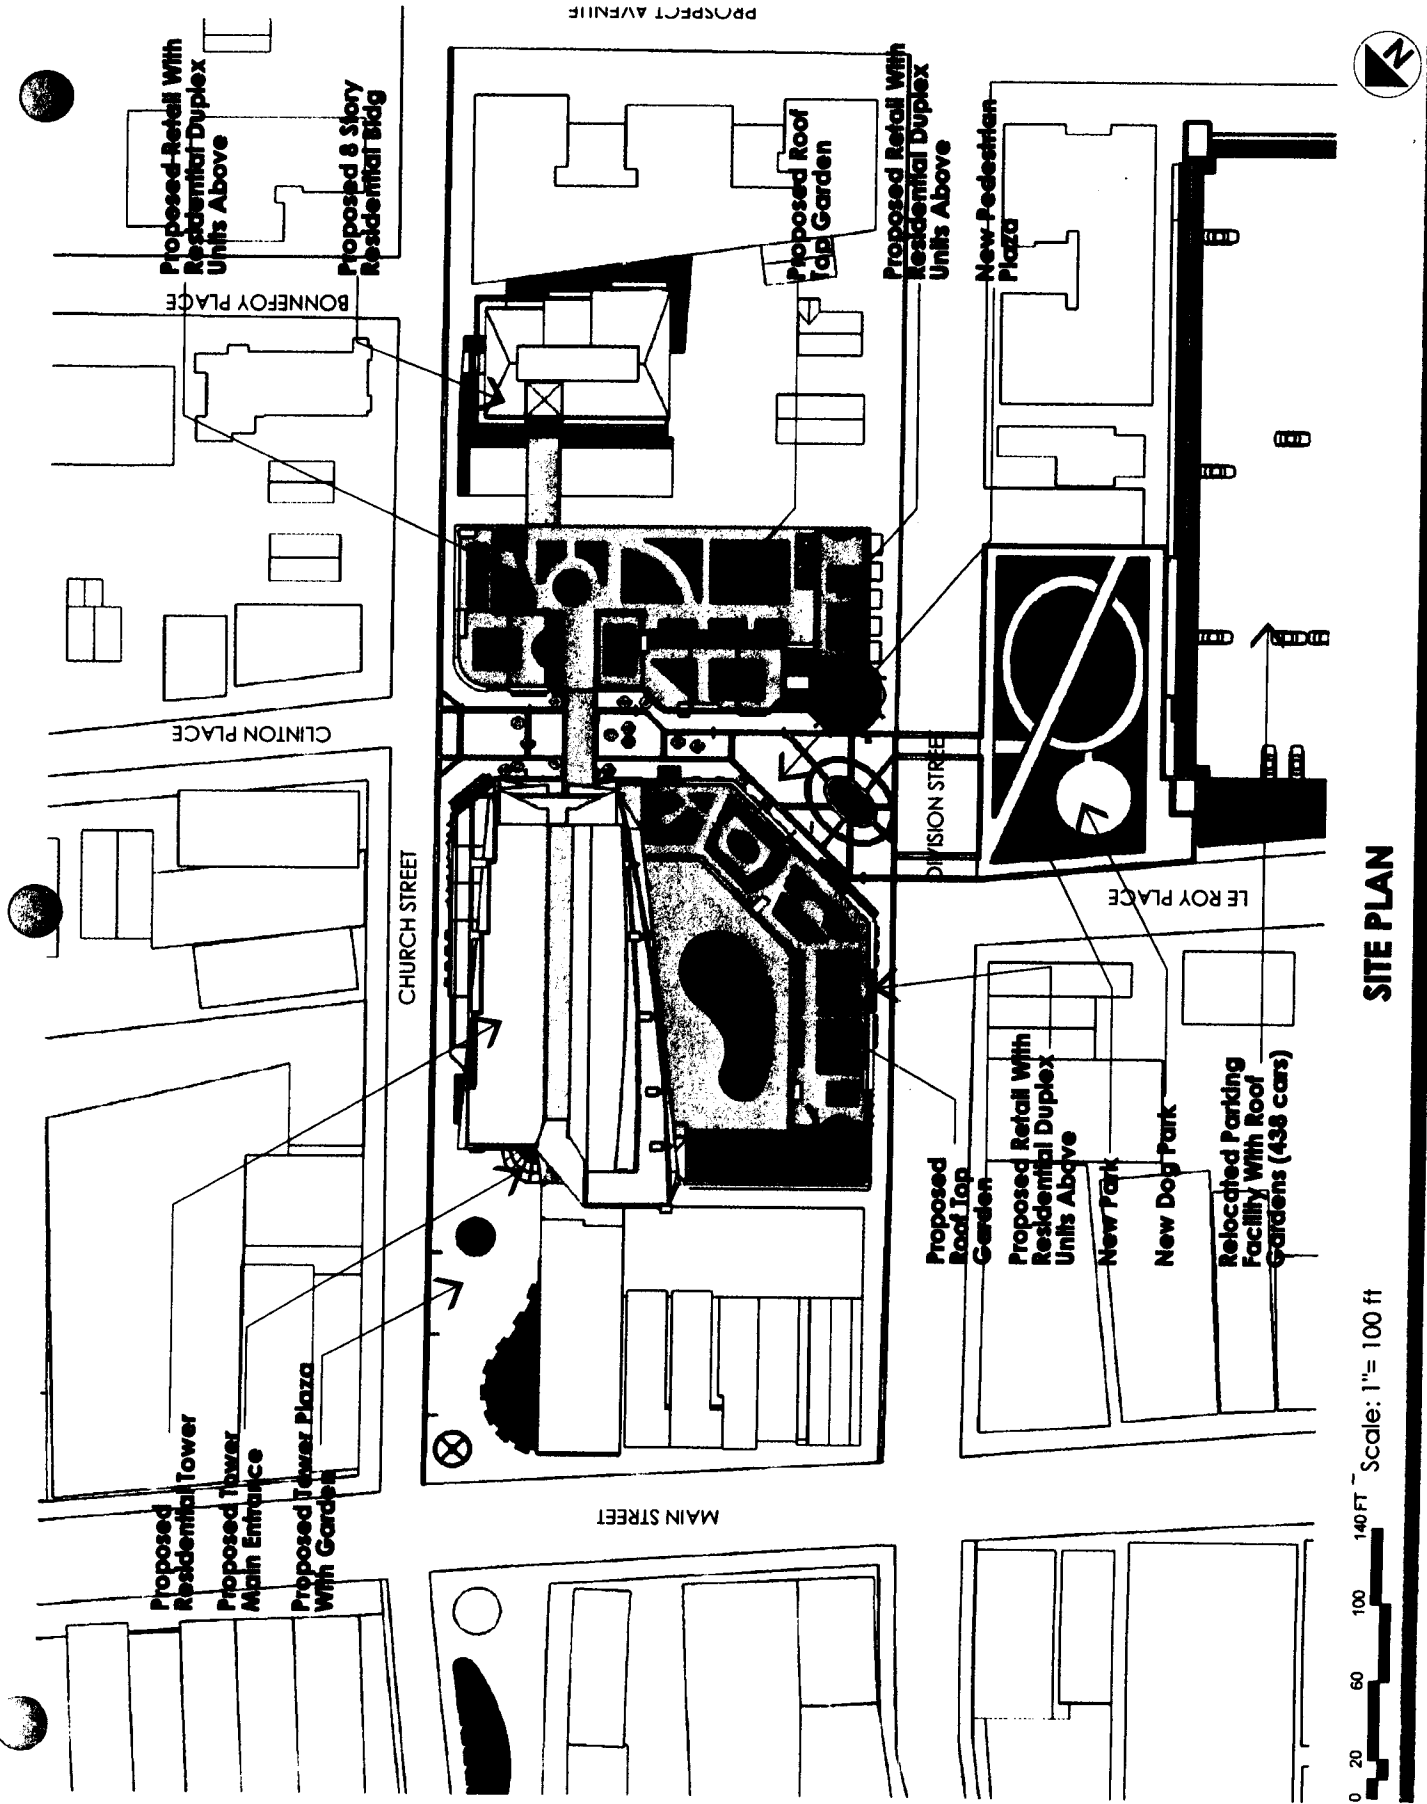 PROSPECT AVENUE
Proposed Retail With
Residential Duplex
Units Above
Proposed 8 Story
Residential Bldg
BONNEFOY PLACE
Proposed Roof
Top Garden
Proposed Retail With
Residential Duplex
Units Above
New Pedestrian
Plaza
N
CLINTON PLACE
CHURCH STREET
DIVISION STREET
LE ROY PLACE
Proposed
Residential Tower
Proposed Tower
Main Entrance
Proposed Tower Plaza
With Garden
MAIN STREET
Proposed
Roof Top
Garden
Proposed Retail With
Residential Duplex
Units Above
New Park
New Dog Park
Relocated Parking
Facility With Roof
Gardens (438 cars)
SITE PLAN
0 20 60 100 140 FT
Scale: 1"= 100 ft